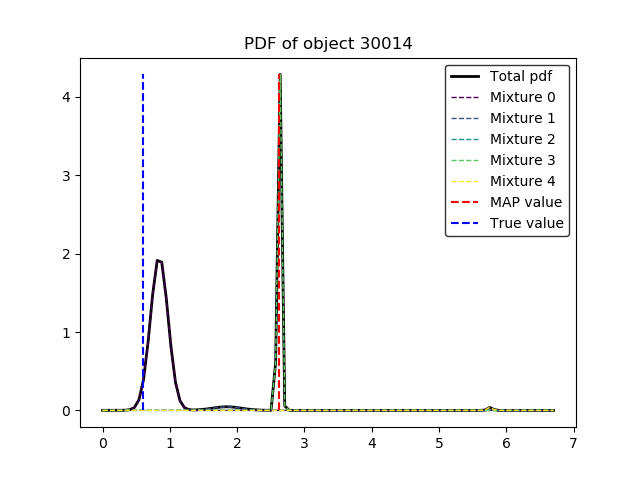 PDF of object 30014
Total pdf
Mixture 0
Mixture 1
Mixture 2
Mixture 3
Mixture 4
MAP value
True value
4
3
2
1
0
0 1 2 3 4 5 6 7